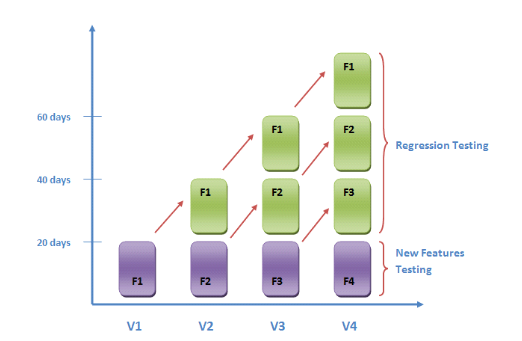 F1
60 days
F1
F2
Regression Testing
40 days
F1
F2
F3
20 days
New Features
Testing
F1
F2
F3
F4
V1
V2
V3
V4